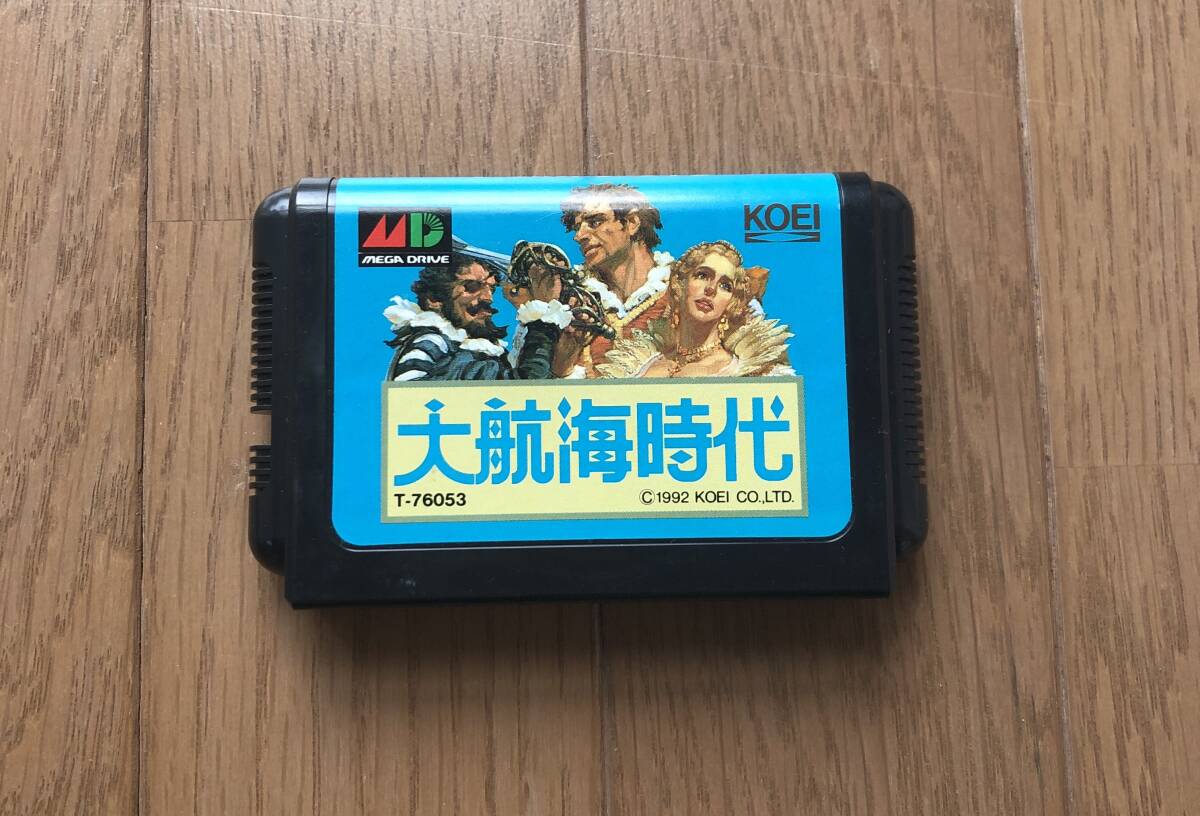 MD
MEGA DRIVE
KOEI
大航海時代
T-76053
©1992 KOEI CO.,LTD.